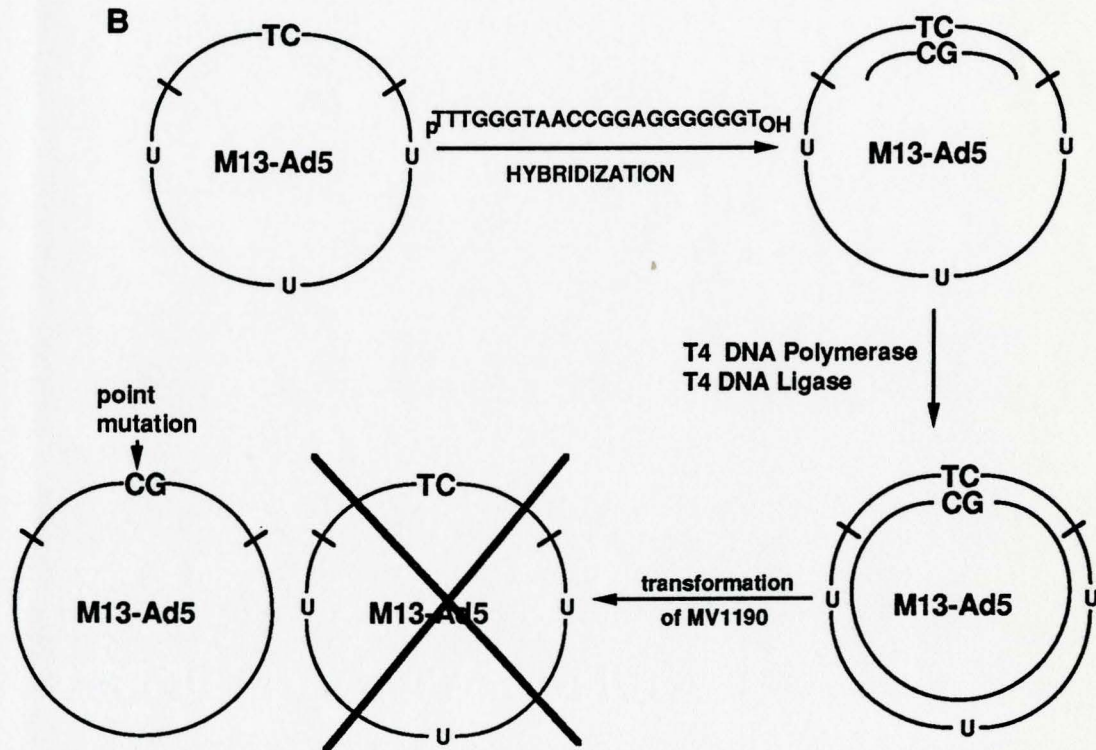 B
TC
U
U
U
M13-Ad5
pTTTGGGTAACCGGAGGGGGGTOH
HYBRIDIZATION
TC
CG
U
U
U
M13-Ad5
T4 DNA Polymerase
T4 DNA Ligase
TC
CG
U
U
U
M13-Ad5
transformation
of MV1190
TC
U
U
U
M13-Ad5
point
mutation
CG
M13-Ad5